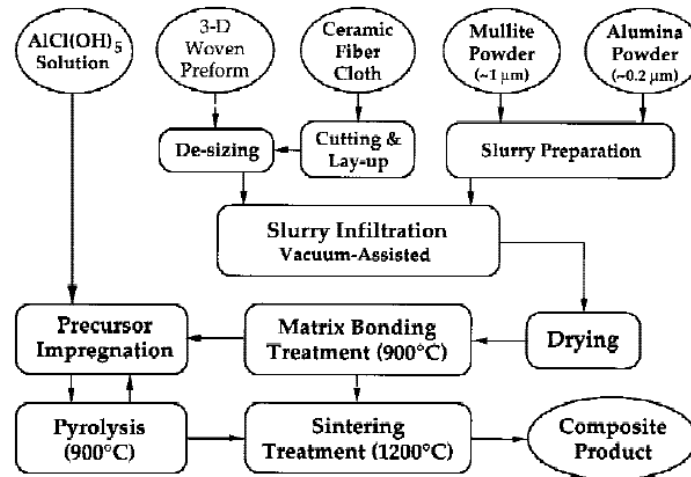 AlCl(OH)5
Solution
3-D
Woven
Preform
Ceramic
Fiber
Cloth
Mullite
Powder
(~1 μm)
Alumina
Powder
(~0.2 μm)
De-sizing
Cutting &
Lay-up
Slurry Preparation
Slurry Infiltration
Vacuum-Assisted
Precursor
Impregnation
Matrix Bonding
Treatment (900°C)
Drying
Pyrolysis
(900°C)
Sintering
Treatment (1200°C)
Composite
Product